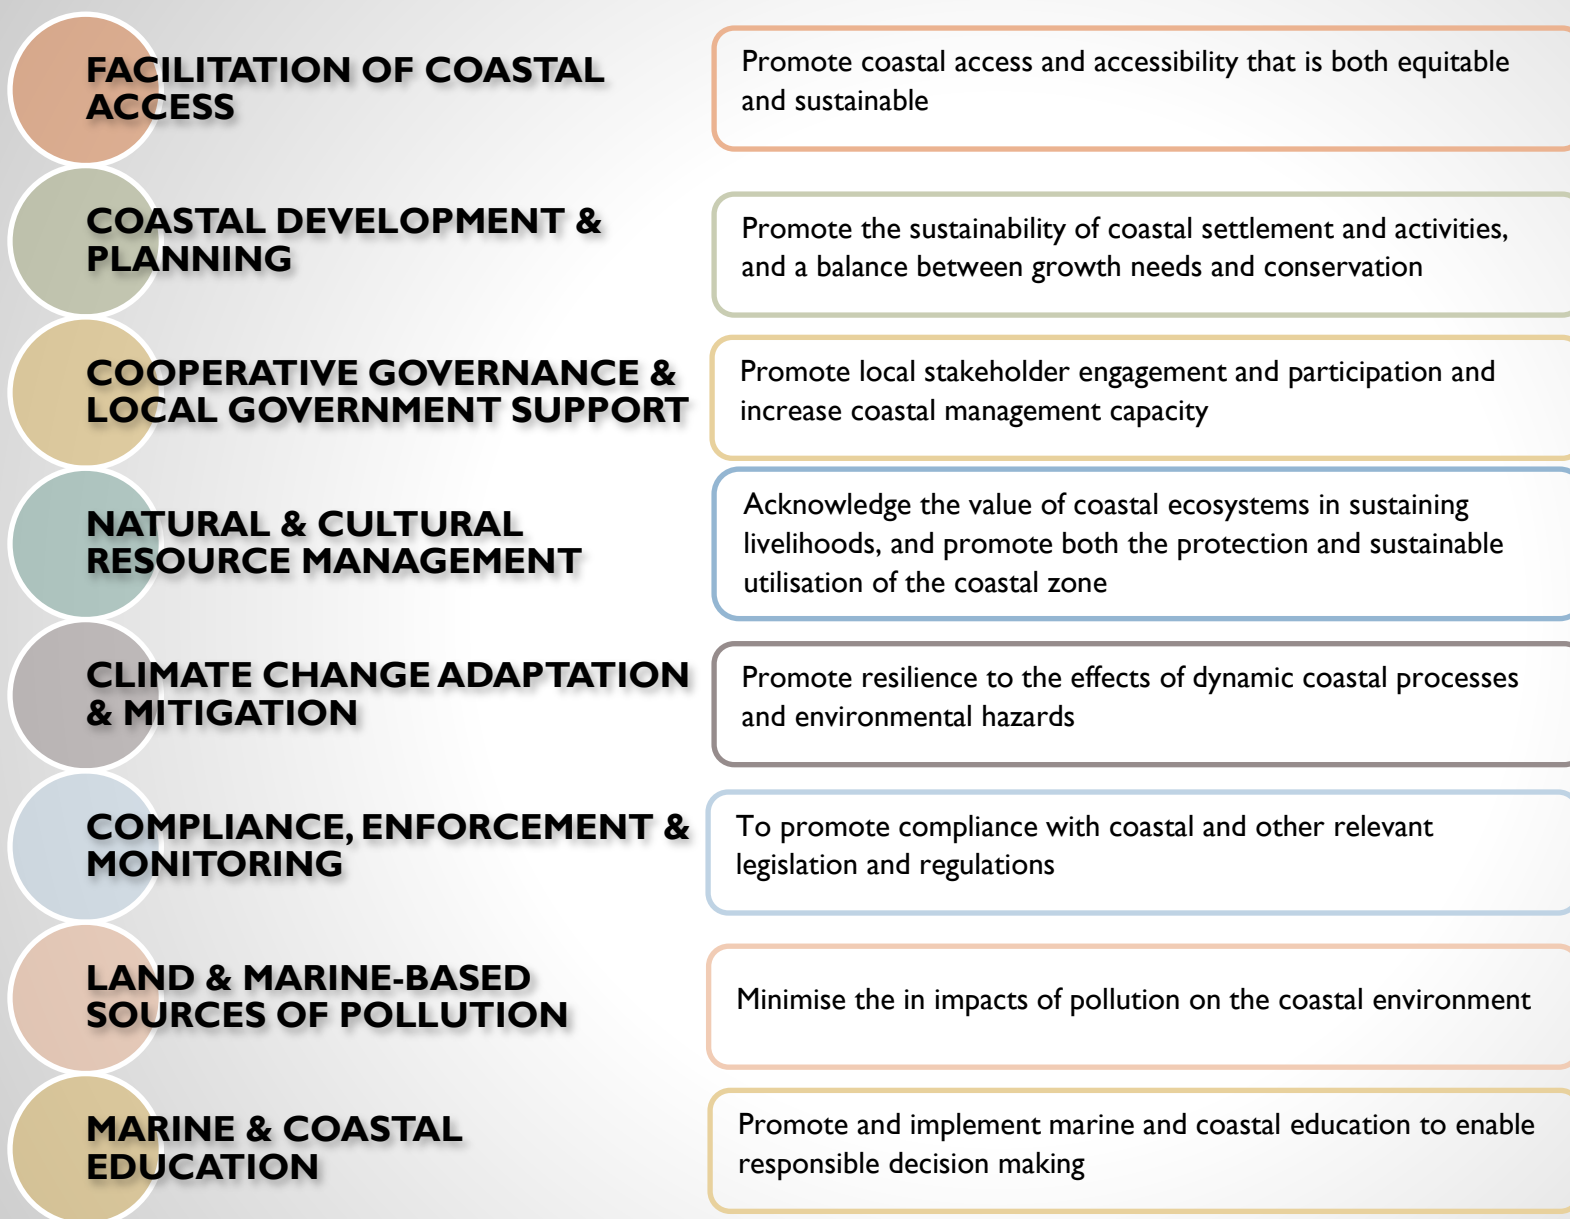 FACILITATION OF COASTAL
ACCESS
Promote coastal access and accessibility that is both equitable
and sustainable
COASTAL DEVELOPMENT &
PLANNING
Promote the sustainability of coastal settlement and activities,
and a balance between growth needs and conservation
COOPERATIVE GOVERNANCE &
LOCAL GOVERNMENT SUPPORT
Promote local stakeholder engagement and participation and
increase coastal management capacity
NATURAL & CULTURAL
RESOURCE MANAGEMENT
Acknowledge the value of coastal ecosystems in sustaining
livelihoods, and promote both the protection and sustainable
utilisation of the coastal zone
CLIMATE CHANGE ADAPTATION
& MITIGATION
Promote resilience to the effects of dynamic coastal processes
and environmental hazards
COMPLIANCE, ENFORCEMENT &
MONITORING
To promote compliance with coastal and other relevant
legislation and regulations
LAND & MARINE-BASED
SOURCES OF POLLUTION
Minimise the in impacts of pollution on the coastal environment
MARINE & COASTAL
EDUCATION
Promote and implement marine and coastal education to enable
responsible decision making